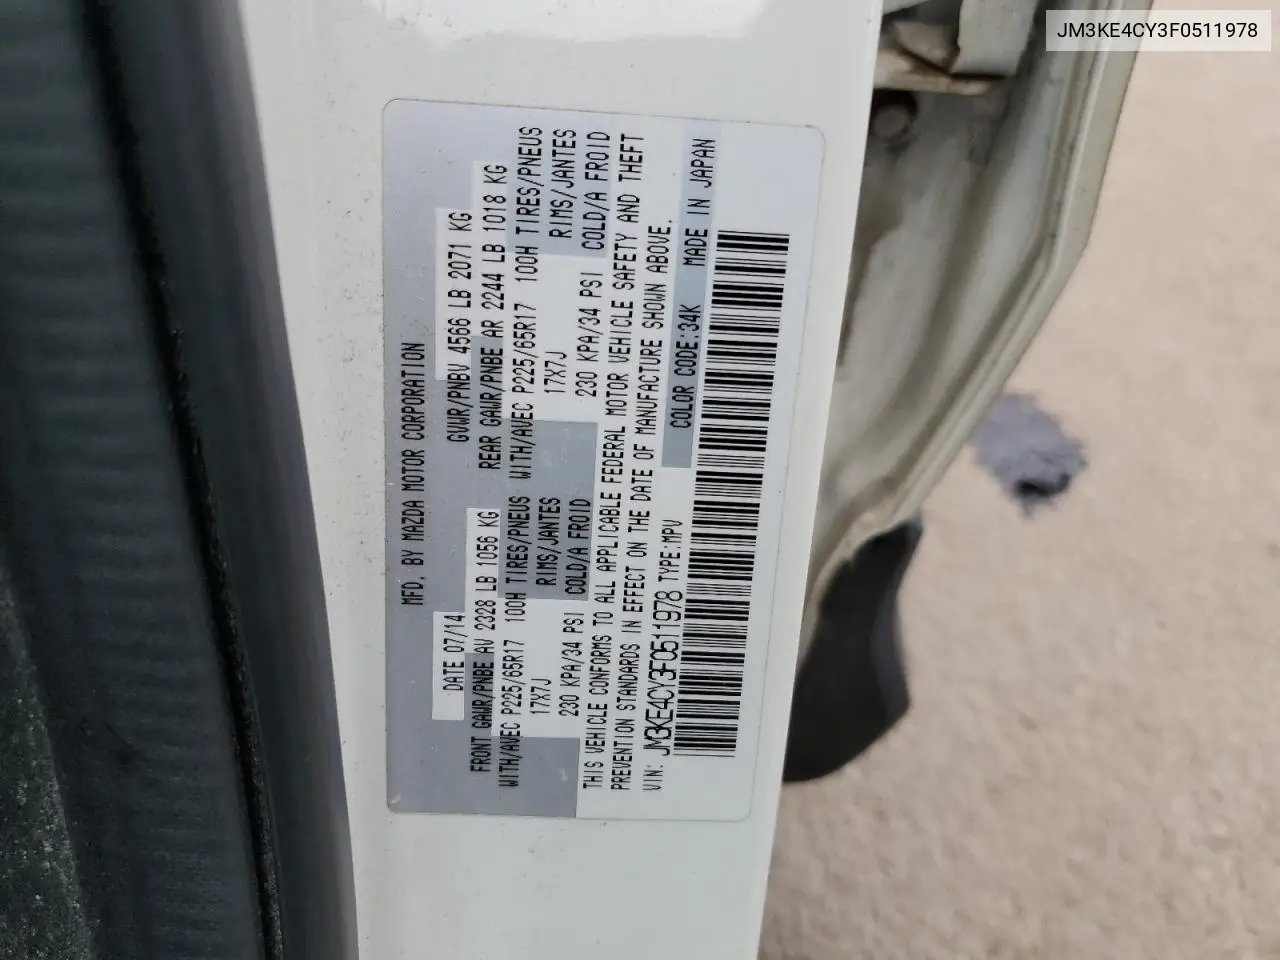 JM3KE4CY3F0511978
MFD. BY MAZDA MOTOR CORPORATION
DATE 07/14 GVWR/PNBV 4566 LB 2071 KG
FRONT GAWR/PNBE AV 2328 LB 1056 KG REAR GAWR/PNBE AR 2244 LB 1018 KG
WITH/AVEC P225/65R17 100H TIRES/PNEUS WITH/AVEC P225/65R17 100H TIRES/PNEUS
17X7J RIMS/JANTES 17X7J RIMS/JANTES
230 KPA/34 PSI COLD/A FROID 230 KPA/34 PSI COLD/A FROID
THIS VEHICLE CONFORMS TO ALL APPLICABLE FEDERAL MOTOR VEHICLE SAFETY AND THEFT
PREVENTION STANDARDS IN EFFECT ON THE DATE OF MANUFACTURE SHOWN ABOVE.
VIN: JM3KE4CY3F0511978 TYPE:MPV
COLOR CODE:34K MADE IN JAPAN